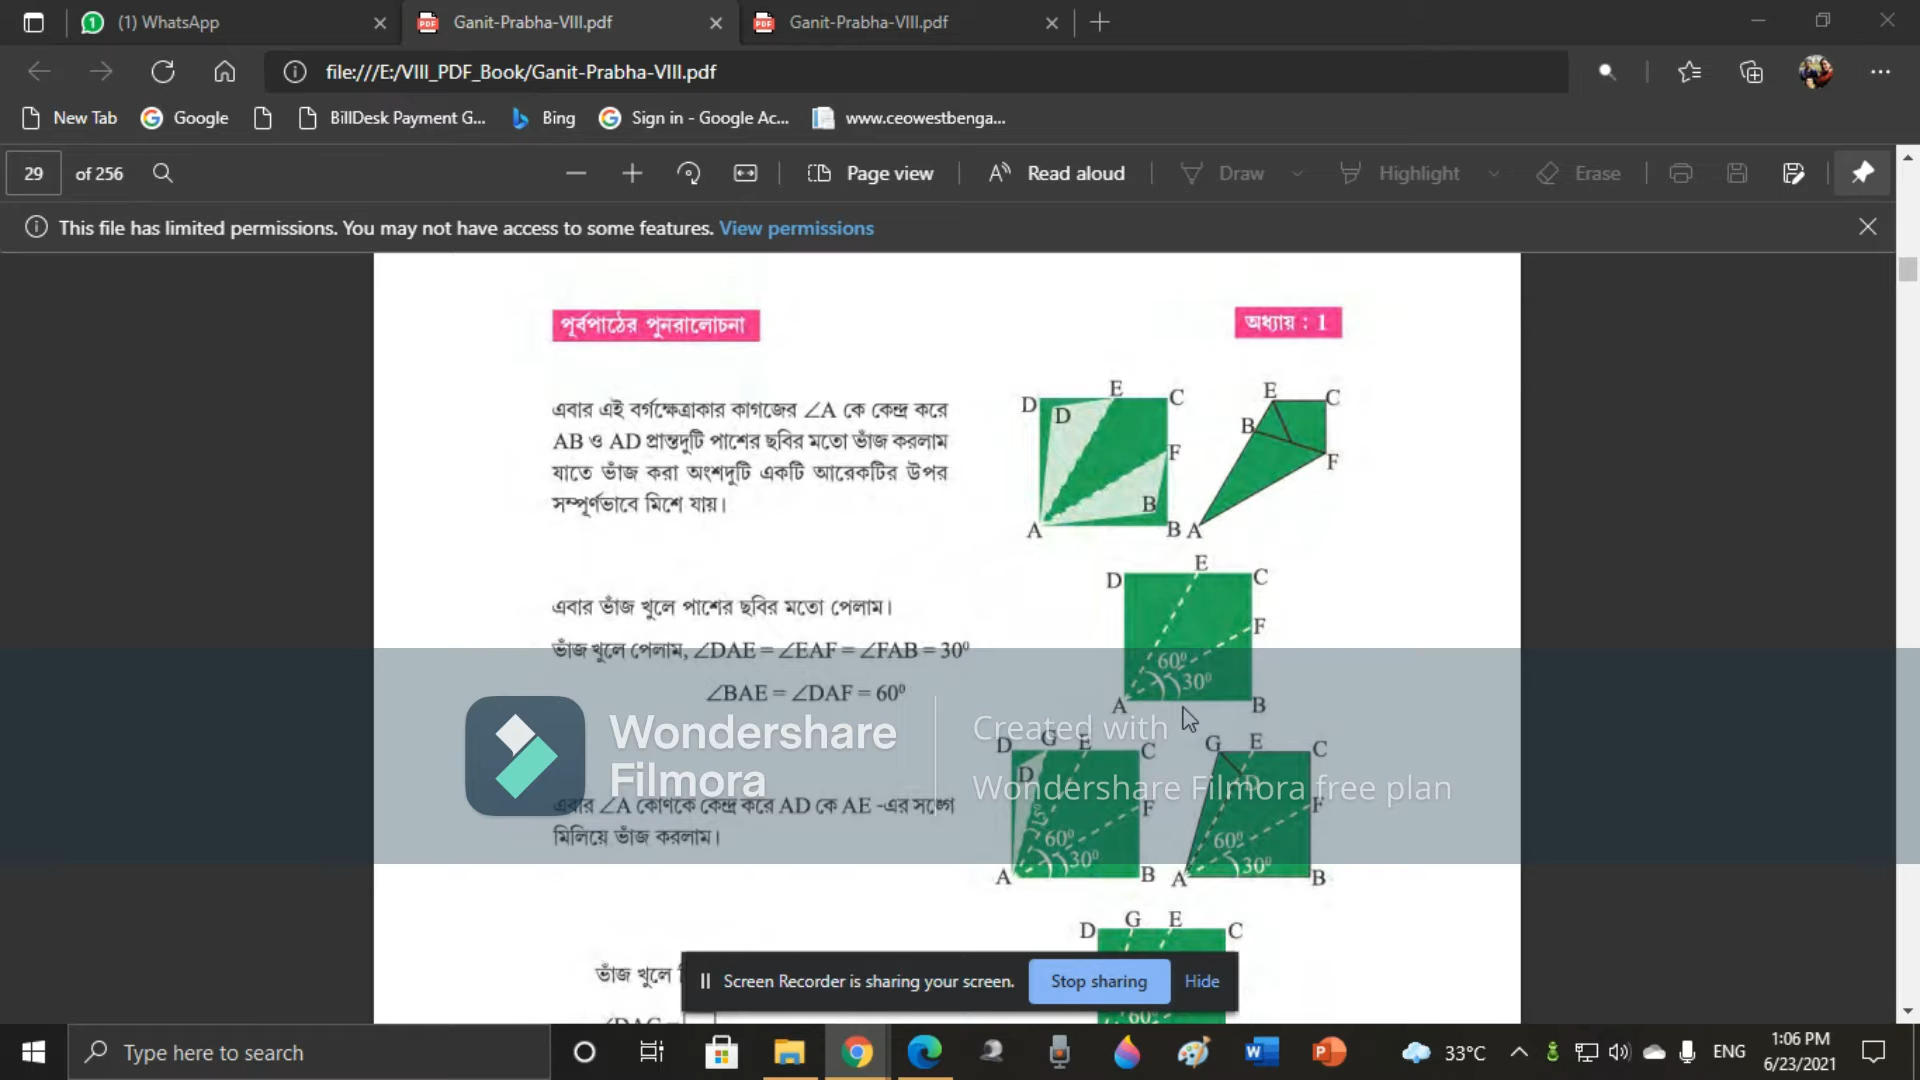 (1) WhatsApp
Ganit-Prabha-VIII.pdf
Ganit-Prabha-VIII.pdf
file:///E:/VIII_PDF_Book/Ganit-Prabha-VIII.pdf
New Tab
Google
BillDesk Payment G...
Bing
Sign in - Google Ac...
www.ceowestbenga...
29 of 256
Page view
Read aloud
Draw
Highlight
Erase
This file has limited permissions. You may not have access to some features. View permissions
পূর্বপাঠের পুনরালোচনা
অধ্যায় : 1
এবার এই বর্গক্ষেত্রাকার কাগজের ∠A কে কেন্দ্র করে
AB ও AD প্রান্তদুটি পাশের ছবির মতো ভাঁজ করলাম
যাতে ভাঁজ করা অংশদুটি একটি আরেকটির উপর
সম্পূর্ণভাবে মিশে যায়।
D E C
D
F
B
A B
E C
B
F
A
এবার ভাঁজ খুলে পাশের ছবির মতো পেলাম।
ভাঁজ খুলে পেলাম, ∠DAE = ∠EAF = ∠FAB = 30⁰
∠BAE = ∠DAF = 60⁰
D E C
F
60⁰
30⁰
A B
Wondershare
Filmora
Created with
Wondershare Filmora free plan
এবার ∠A কোণকে কেন্দ্র করে AD কে AE -এর সঙ্গে
মিলিয়ে ভাঁজ করলাম।
D G E C
D
F
15⁰
60⁰
30⁰
A B
G E C
D
F
60⁰
30⁰
A B
D G E C
60⁰
ভাঁজ খুলে
Screen Recorder is sharing your screen.
Stop sharing
Hide
Type here to search
33°C
ENG
1:06 PM
6/23/2021